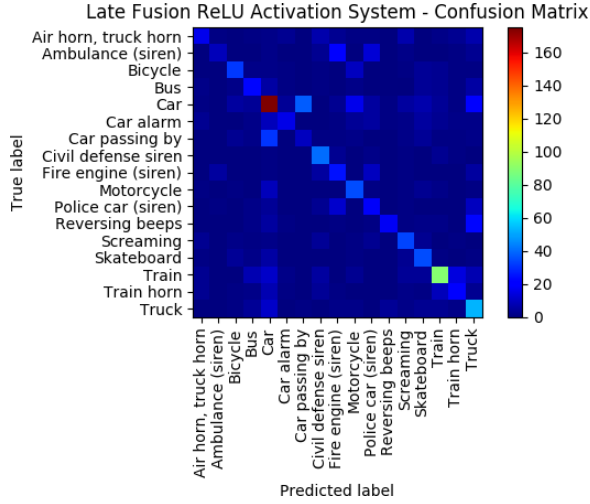 Late Fusion ReLU Activation System - Confusion Matrix
True label
Air horn, truck horn
Ambulance (siren)
Bicycle
Bus
Car
Car alarm
Car passing by
Civil defense siren
Fire engine (siren)
Motorcycle
Police car (siren)
Reversing beeps
Screaming
Skateboard
Train
Train horn
Truck
Air horn, truck horn
Ambulance (siren)
Bicycle
Bus
Car
Car alarm
Car passing by
Civil defense siren
Fire engine (siren)
Motorcycle
Police car (siren)
Reversing beeps
Screaming
Skateboard
Train
Train horn
Truck
Predicted label
160
140
120
100
80
60
40
20
0